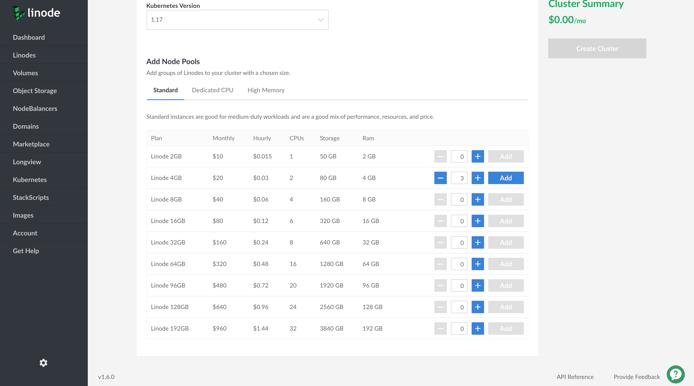 linode
Dashboard
Linodes
Volumes
Object Storage
NodeBalancers
Domains
Marketplace
Longview
Kubernetes
StackScripts
Images
Account
Get Help
Kubernetes Version
1.17
Add Node Pools
Add groups of Linodes to your cluster with a chosen size.
Standard Dedicated CPU High Memory
Standard instances are good for medium-duty workloads and are a good mix of performance, resources, and price.
Plan Monthly Hourly CPUs Storage Ram
Linode 2GB $10 $0.015 1 50 GB 2 GB − 0 + Add
Linode 4GB $20 $0.03 2 80 GB 4 GB − 3 + Add
Linode 8GB $40 $0.06 4 160 GB 8 GB − 0 + Add
Linode 16GB $80 $0.12 6 320 GB 16 GB − 0 + Add
Linode 32GB $160 $0.24 8 640 GB 32 GB − 0 + Add
Linode 64GB $320 $0.48 16 1280 GB 64 GB − 0 + Add
Linode 96GB $480 $0.72 20 1920 GB 96 GB − 0 + Add
Linode 128GB $640 $0.96 24 2560 GB 128 GB − 0 + Add
Linode 192GB $960 $1.44 32 3840 GB 192 GB − 0 + Add
Cluster Summary
$0.00/mo
Create Cluster
v1.6.0 API Reference Provide Feedback ?